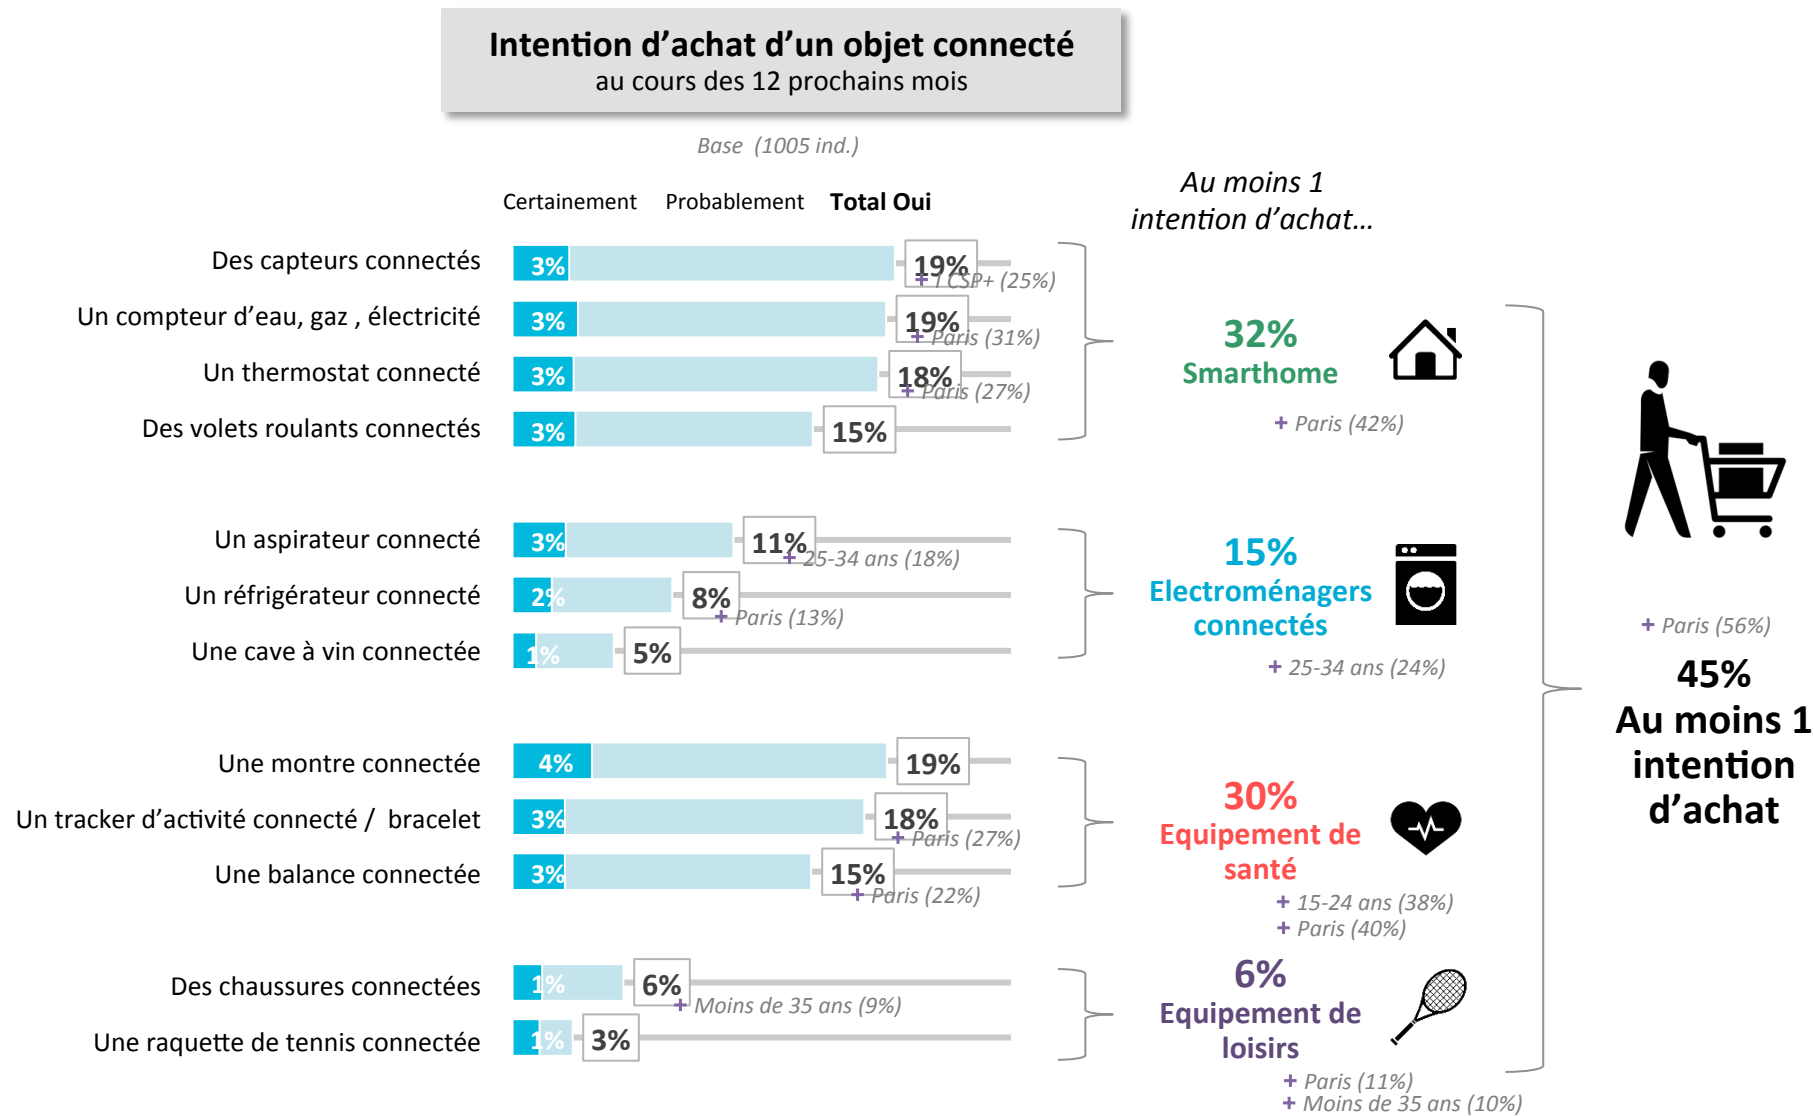 Intention d’achat d’un objet connecté
au cours des 12 prochains mois
Base (1005 ind.)
Certainement Probablement Total Oui
Au moins 1
intention d’achat…
Des capteurs connectés 3% 19%
CSP+ (25%)
Un compteur d’eau, gaz , électricité 3% 19%
+ Paris (31%)
Un thermostat connecté 3% 18%
+ Paris (27%)
Des volets roulants connectés 3% 15%
32%
Smarthome
+ Paris (42%)
Un aspirateur connecté 3% 11%
+ 25-34 ans (18%)
Un réfrigérateur connecté 2% 8%
+ Paris (13%)
Une cave à vin connectée 1% 5%
15%
Electroménagers
connectés
+ 25-34 ans (24%)
Une montre connectée 4% 19%
Un tracker d’activité connecté / bracelet 3% 18%
+ Paris (27%)
Une balance connectée 3% 15%
+ Paris (22%)
30%
Equipement de
santé
+ 15-24 ans (38%)
+ Paris (40%)
Des chaussures connectées 1% 6%
+ Moins de 35 ans (9%)
Une raquette de tennis connectée 1% 3%
6%
Equipement de
loisirs
+ Paris (11%)
+ Moins de 35 ans (10%)
+ Paris (56%)
45%
Au moins 1
intention
d’achat